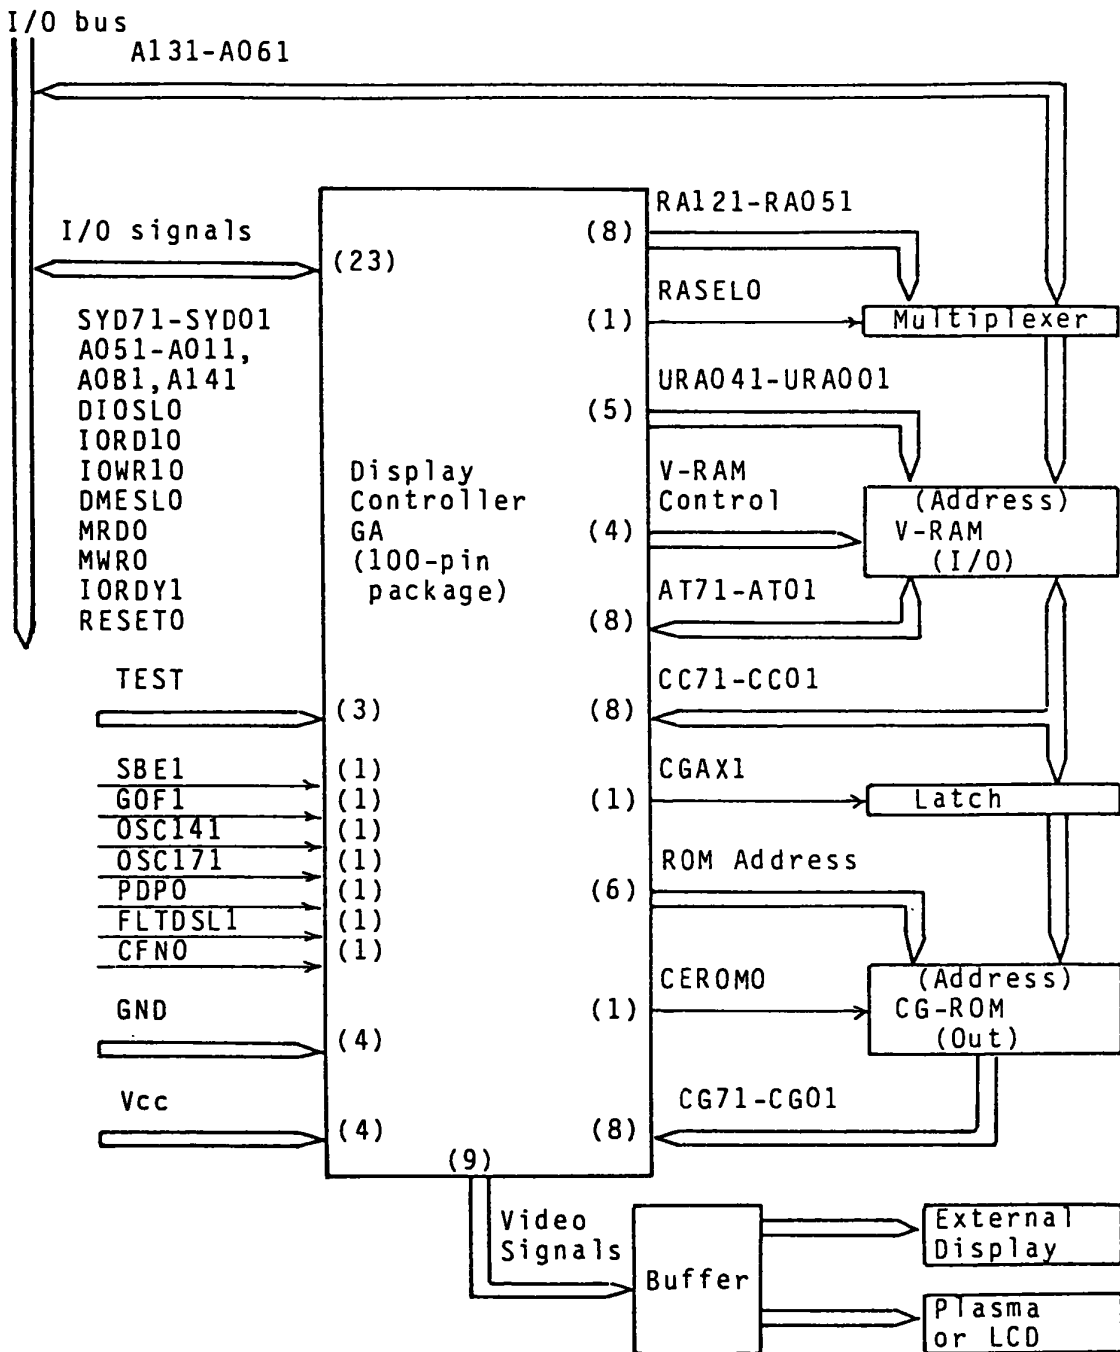 I/O bus
A131-A061
I/O signals
(23)
SYD71-SYD01
A051-A011,
A0B1,A141
DIOSL0
IORD10
IOWR10
DMESL0
MRD0
MWR0
IORDY1
RESET0
TEST
(3)
SBE1
(1)
GOF1
(1)
OSC141
(1)
OSC171
(1)
PDP0
(1)
FLTDSL1
(1)
CFN0
(1)
GND
(4)
Vcc
(4)
Display
Controller
GA
(100-pin
package)
RA121-RA051
(8)
RASEL0
(1)
Multiplexer
URA041-URA001
(5)
V-RAM
Control
(4)
(Address)
V-RAM
(I/O)
AT71-AT01
(8)
CC71-CC01
(8)
CGAX1
(1)
Latch
ROM Address
(6)
CEROM0
(1)
(Address)
CG-ROM
(Out)
CG71-CG01
(8)
(9)
Video
Signals
Buffer
External
Display
Plasma
or LCD